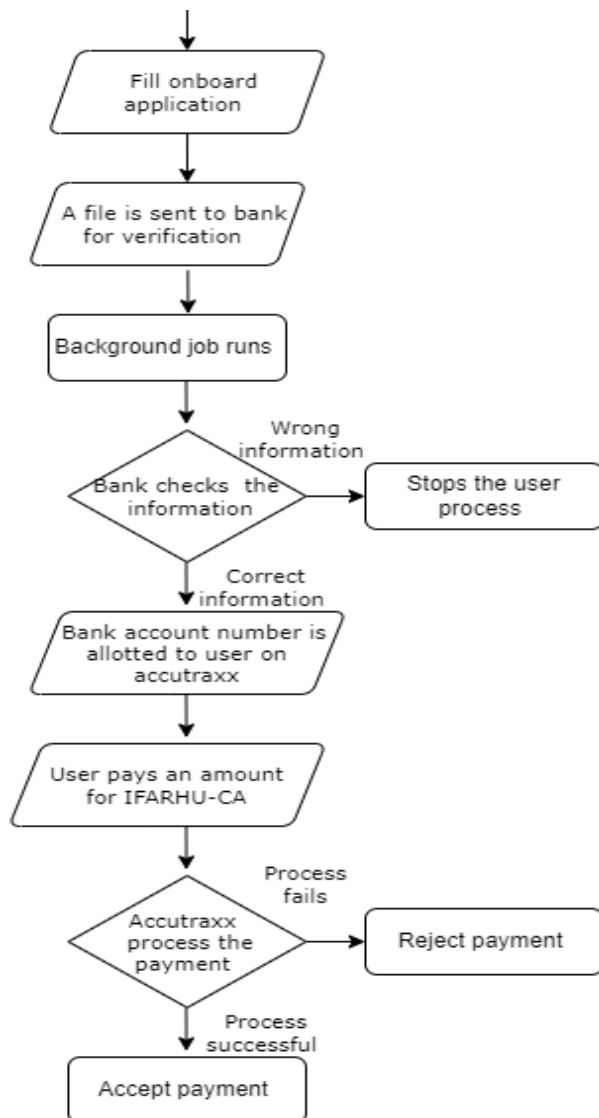 Fill onboard
application
A file is sent to bank
for verification
Background job runs
Wrong
information
Bank checks the
information
Stops the user
process
Correct
information
Bank account number is
allotted to user on
accutraxx
User pays an amount
for IFARHU-CA
Process
fails
Accutraxx
process the
payment
Reject payment
Process
successful
Accept payment